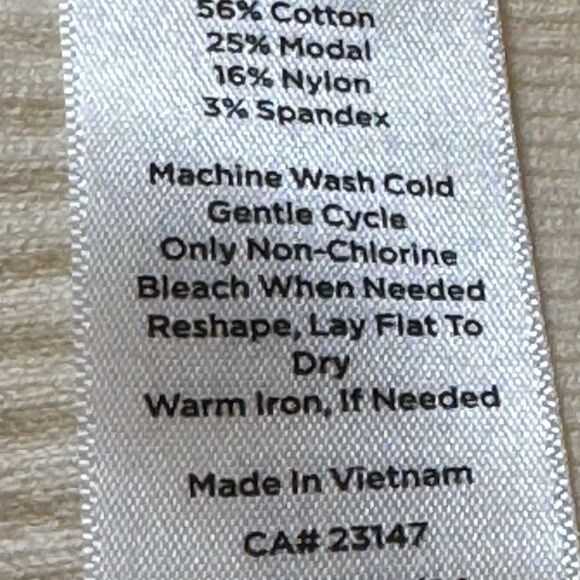 56% Cotton
25% Modal
16% Nylon
3% Spandex
Machine Wash Cold
Gentle Cycle
Only Non-Chlorine
Bleach When Needed
Reshape, Lay Flat To
Dry
Warm Iron, If Needed
Made In Vietnam
CA# 23147